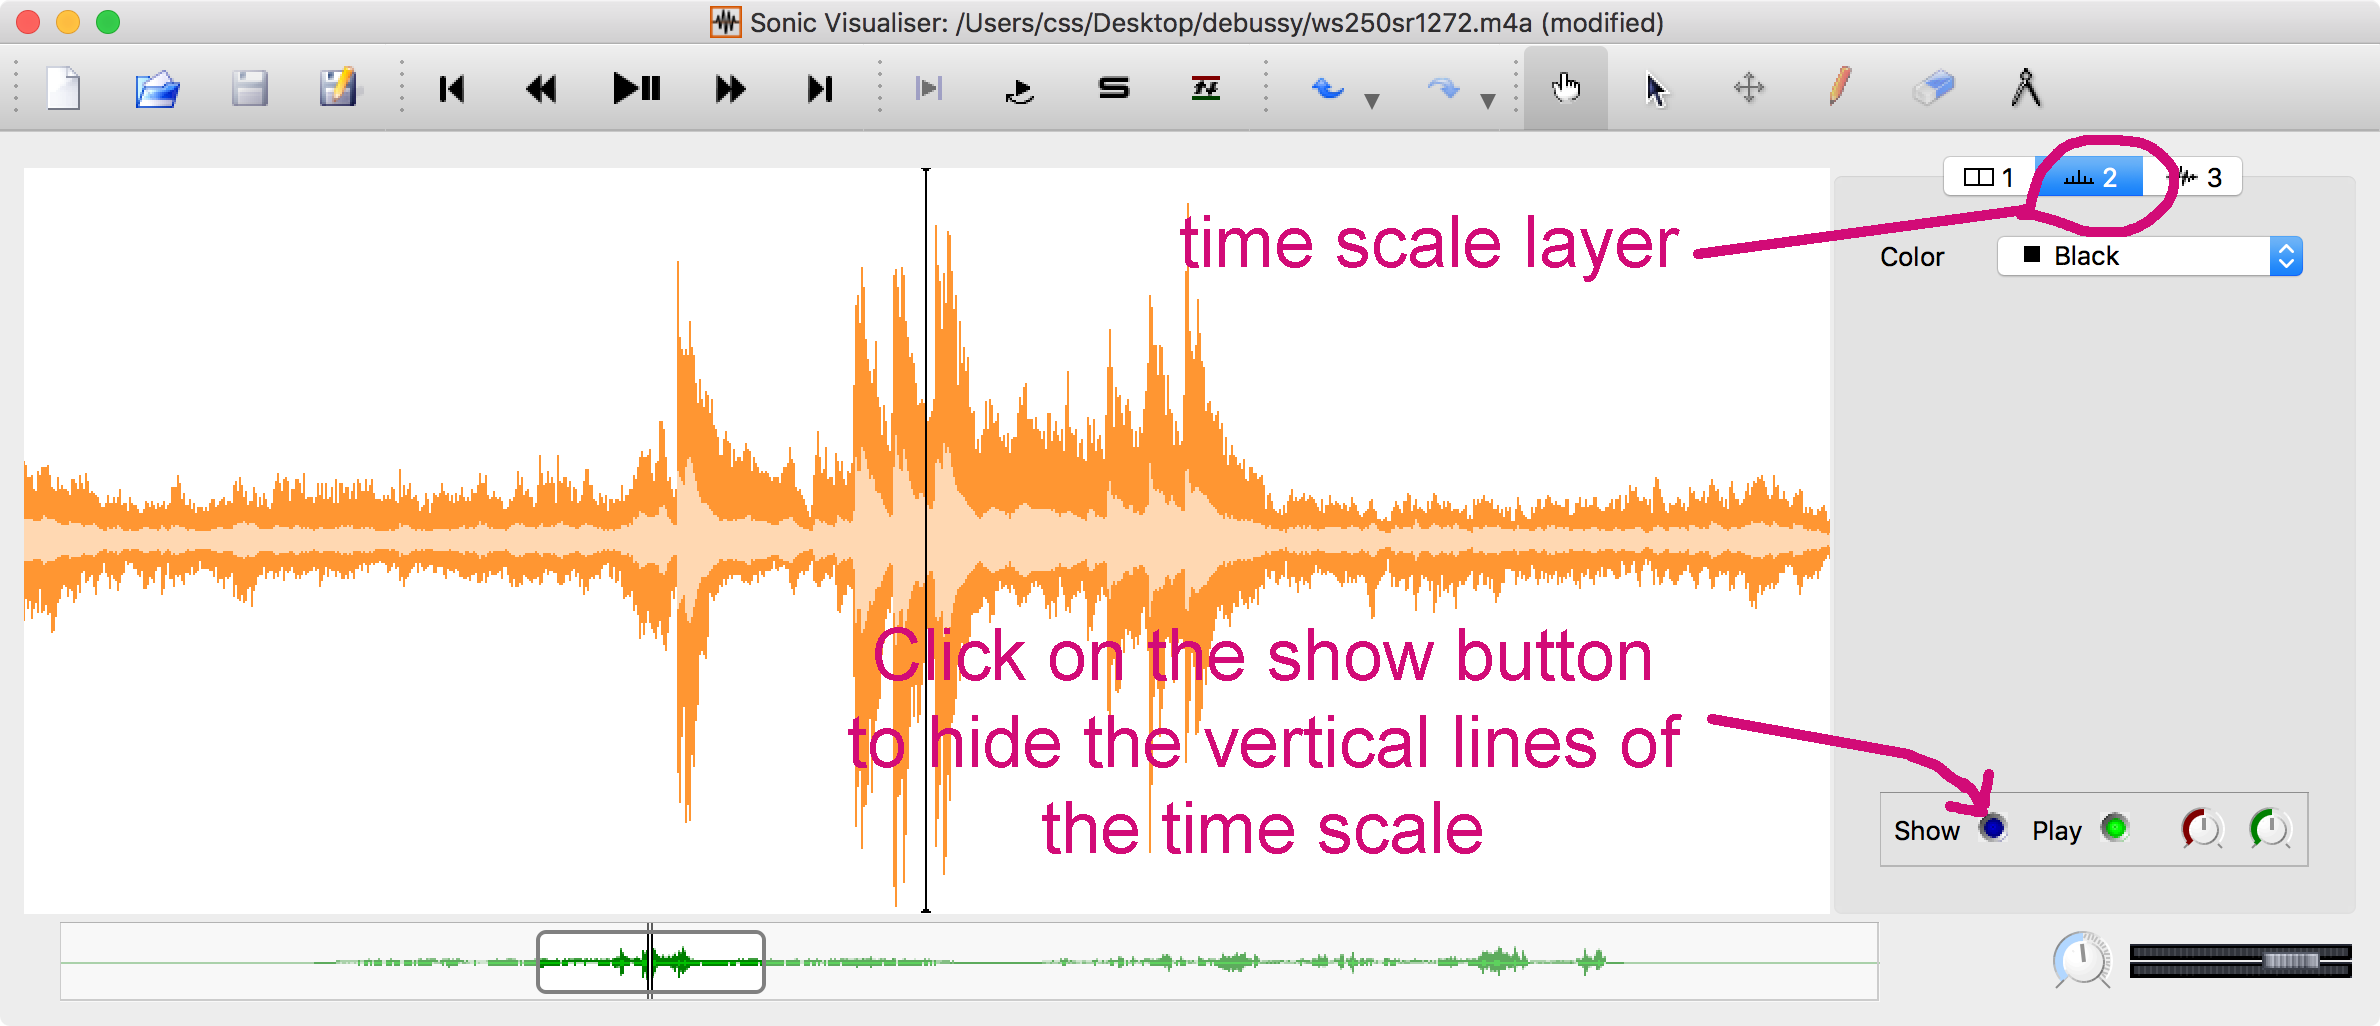 Sonic Visualiser: /Users/css/Desktop/debussy/ws250sr1272.m4a (modified)
1 2 3
time scale layer
Color Black
Click on the show button
to hide the vertical lines of
the time scale
Show Play